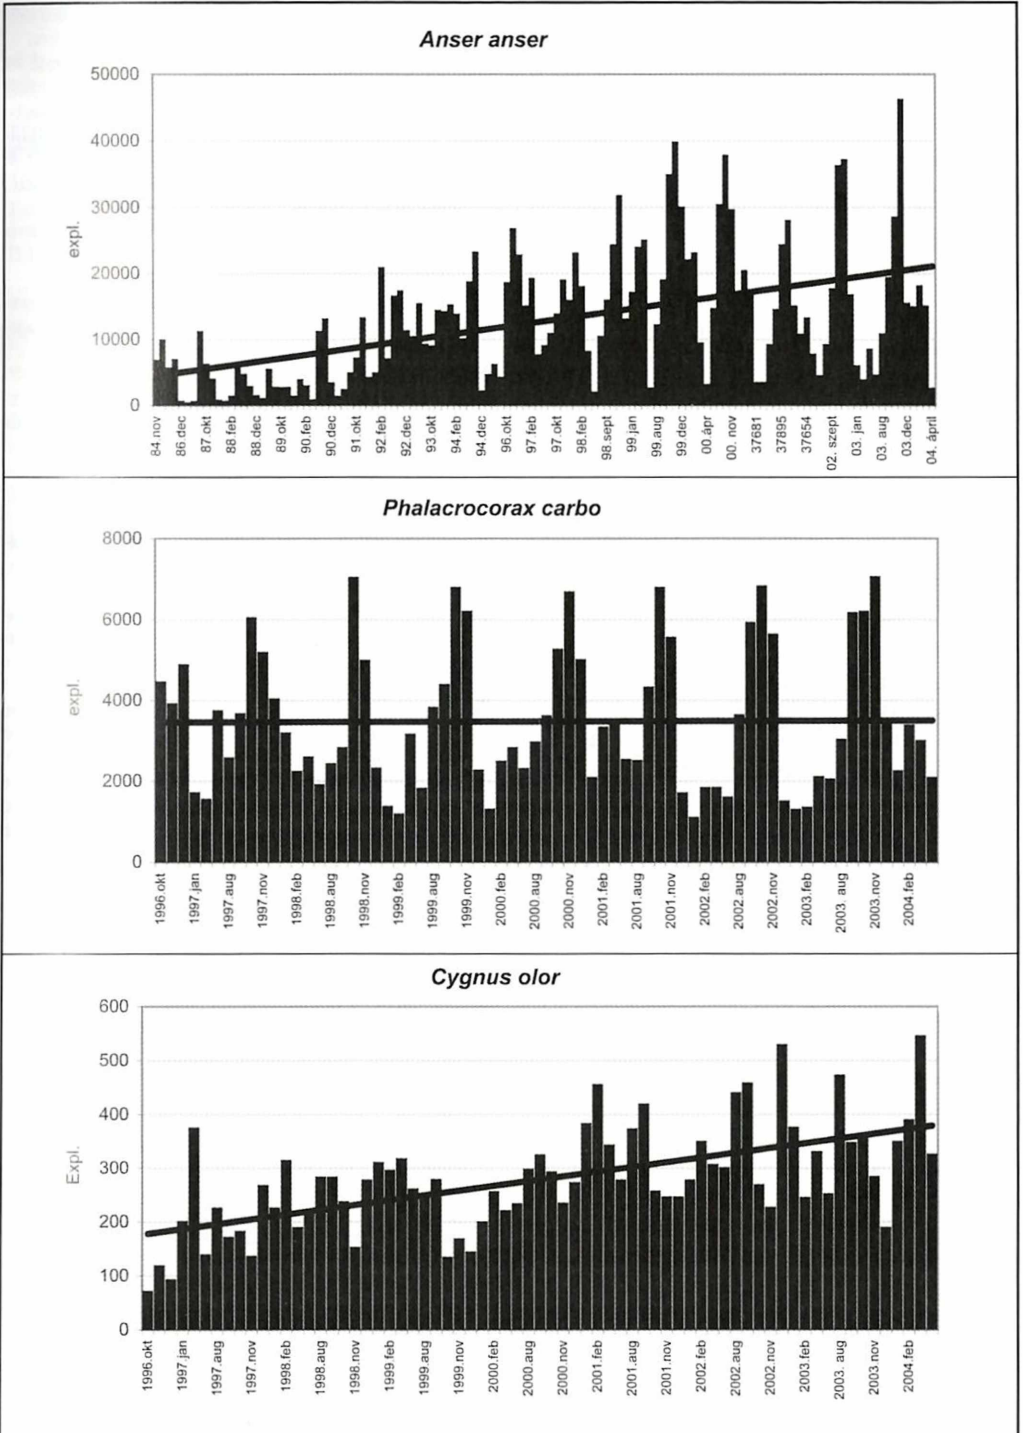 Anser anser
50000
40000
30000
20000
10000
0
expl.
84.nov
86.dec
87.okt
88.feb
88.dec
89.okt
90.feb
90.dec
91.okt
92.feb
92.dec
93.okt
94.feb
94.dec
96.okt
97.feb
97.okt
98.feb
98 sept
99.jan
99.aug
99.dec
00.ápr
00. nov
37681
37895
37654
02. szept
03. jan
03. aug
03.dec
04. ápril
Phalacrocorax carbo
8000
6000
4000
2000
0
expl.
1996.okt
1997.jan
1997.aug
1997.nov
1998.feb
1998.aug
1998.nov
1999.feb
1999.aug
1999.nov
2000.feb
2000.aug
2000.nov
2001.feb
2001.aug
2001.nov
2002.feb
2002.aug
2002.nov
2003.feb
2003. aug
2003.nov
2004.feb
Cygnus olor
600
500
400
300
200
100
0
Expl.
1996.okt
1997.jan
1997.aug
1997.nov
1998.feb
1998.aug
1998.nov
1999.feb
1999.aug
1999.nov
2000.feb
2000.aug
2000.nov
2001.feb
2001.aug
2001.nov
2002.feb
2002.aug
2002.nov
2003.feb
2003. aug
2003.nov
2004.feb